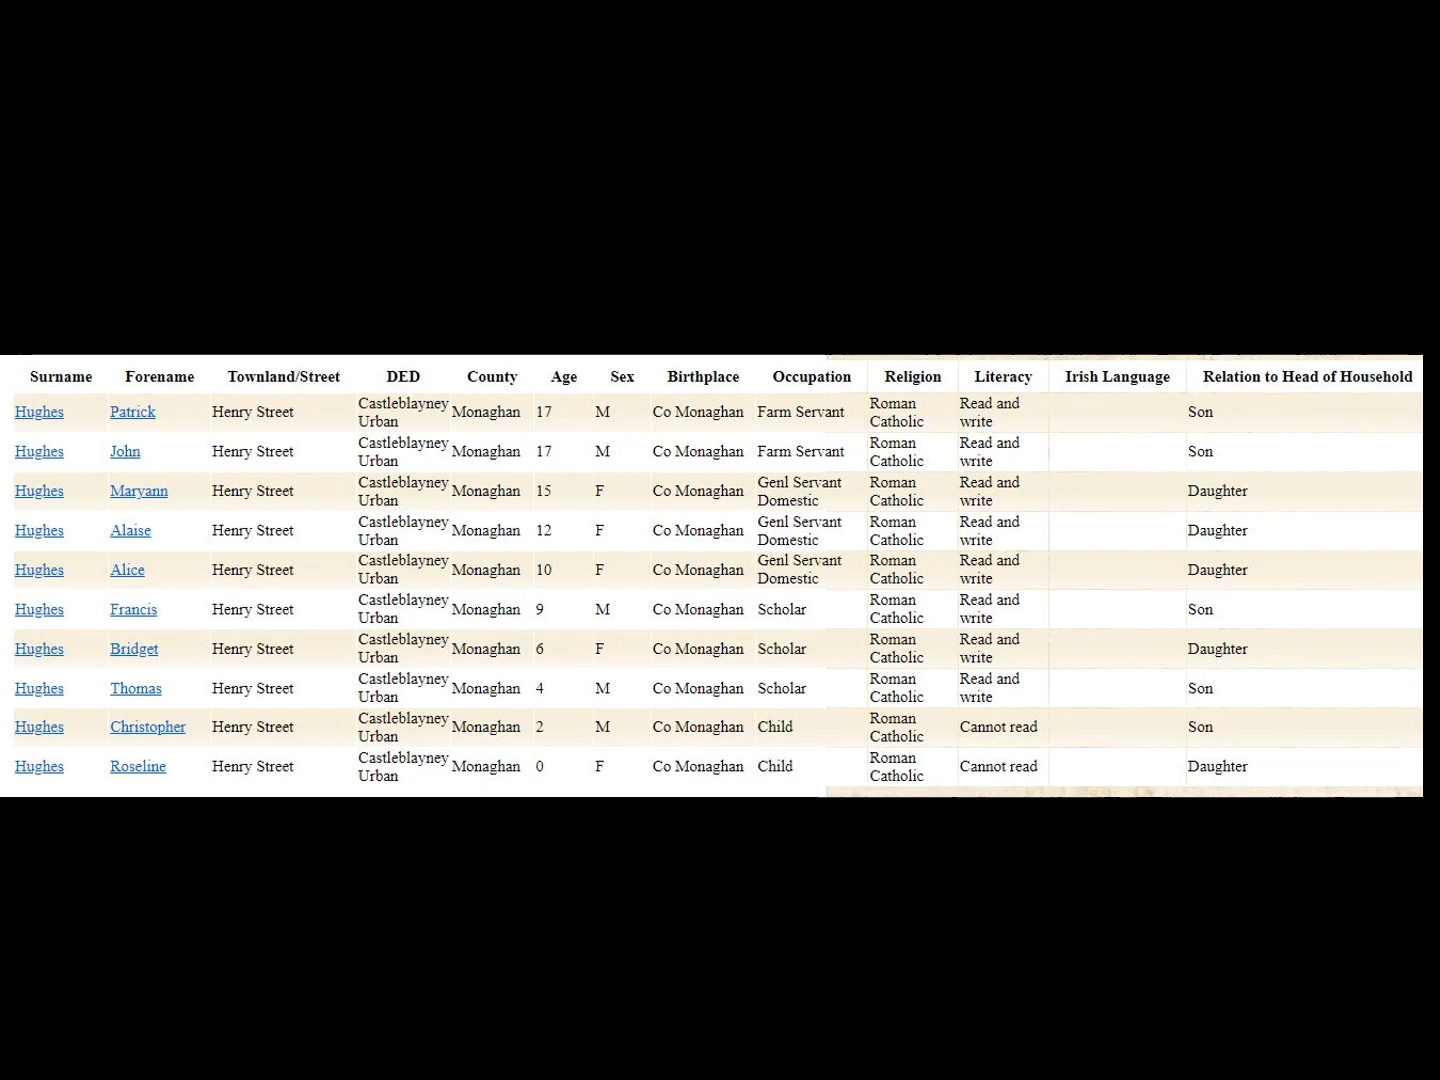 Surname Forename Townland/Street DED County Age Sex Birthplace Occupation Religion Literacy Irish Language Relation to Head of Household
Hughes Patrick Henry Street Castleblayney Urban Monaghan 17 M Co Monaghan Farm Servant Roman Catholic Read and write Son
Hughes John Henry Street Castleblayney Urban Monaghan 17 M Co Monaghan Farm Servant Roman Catholic Read and write Son
Hughes Maryann Henry Street Castleblayney Urban Monaghan 15 F Co Monaghan Genl Servant Domestic Roman Catholic Read and write Daughter
Hughes Alaise Henry Street Castleblayney Urban Monaghan 12 F Co Monaghan Genl Servant Domestic Roman Catholic Read and write Daughter
Hughes Alice Henry Street Castleblayney Urban Monaghan 10 F Co Monaghan Genl Servant Domestic Roman Catholic Read and write Daughter
Hughes Francis Henry Street Castleblayney Urban Monaghan 9 M Co Monaghan Scholar Roman Catholic Read and write Son
Hughes Bridget Henry Street Castleblayney Urban Monaghan 6 F Co Monaghan Scholar Roman Catholic Read and write Daughter
Hughes Thomas Henry Street Castleblayney Urban Monaghan 4 M Co Monaghan Scholar Roman Catholic Read and write Son
Hughes Christopher Henry Street Castleblayney Urban Monaghan 2 M Co Monaghan Child Roman Catholic Cannot read Son
Hughes Roseline Henry Street Castleblayney Urban Monaghan 0 F Co Monaghan Child Roman Catholic Cannot read Daughter